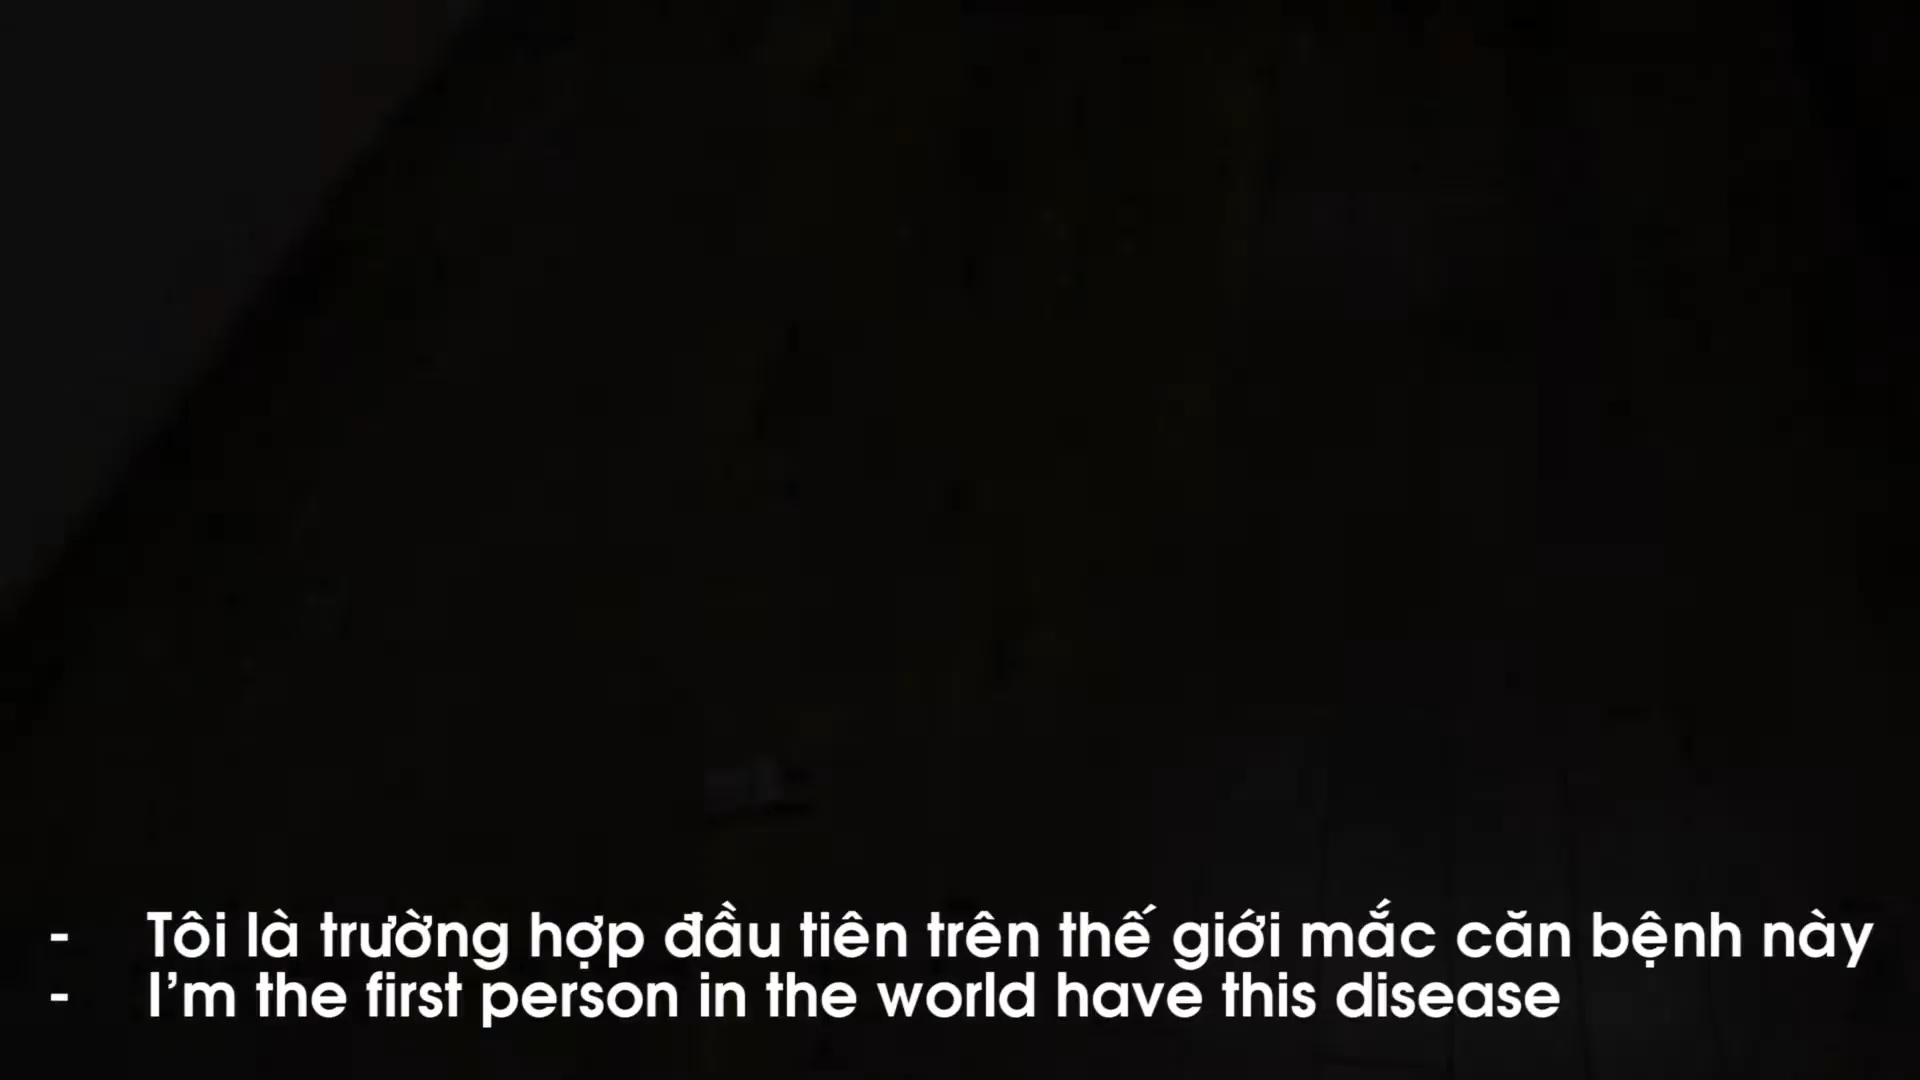 - Tôi là trường hợp đầu tiên trên thế giới mắc căn bệnh này
- I'm the first person in the world have this disease